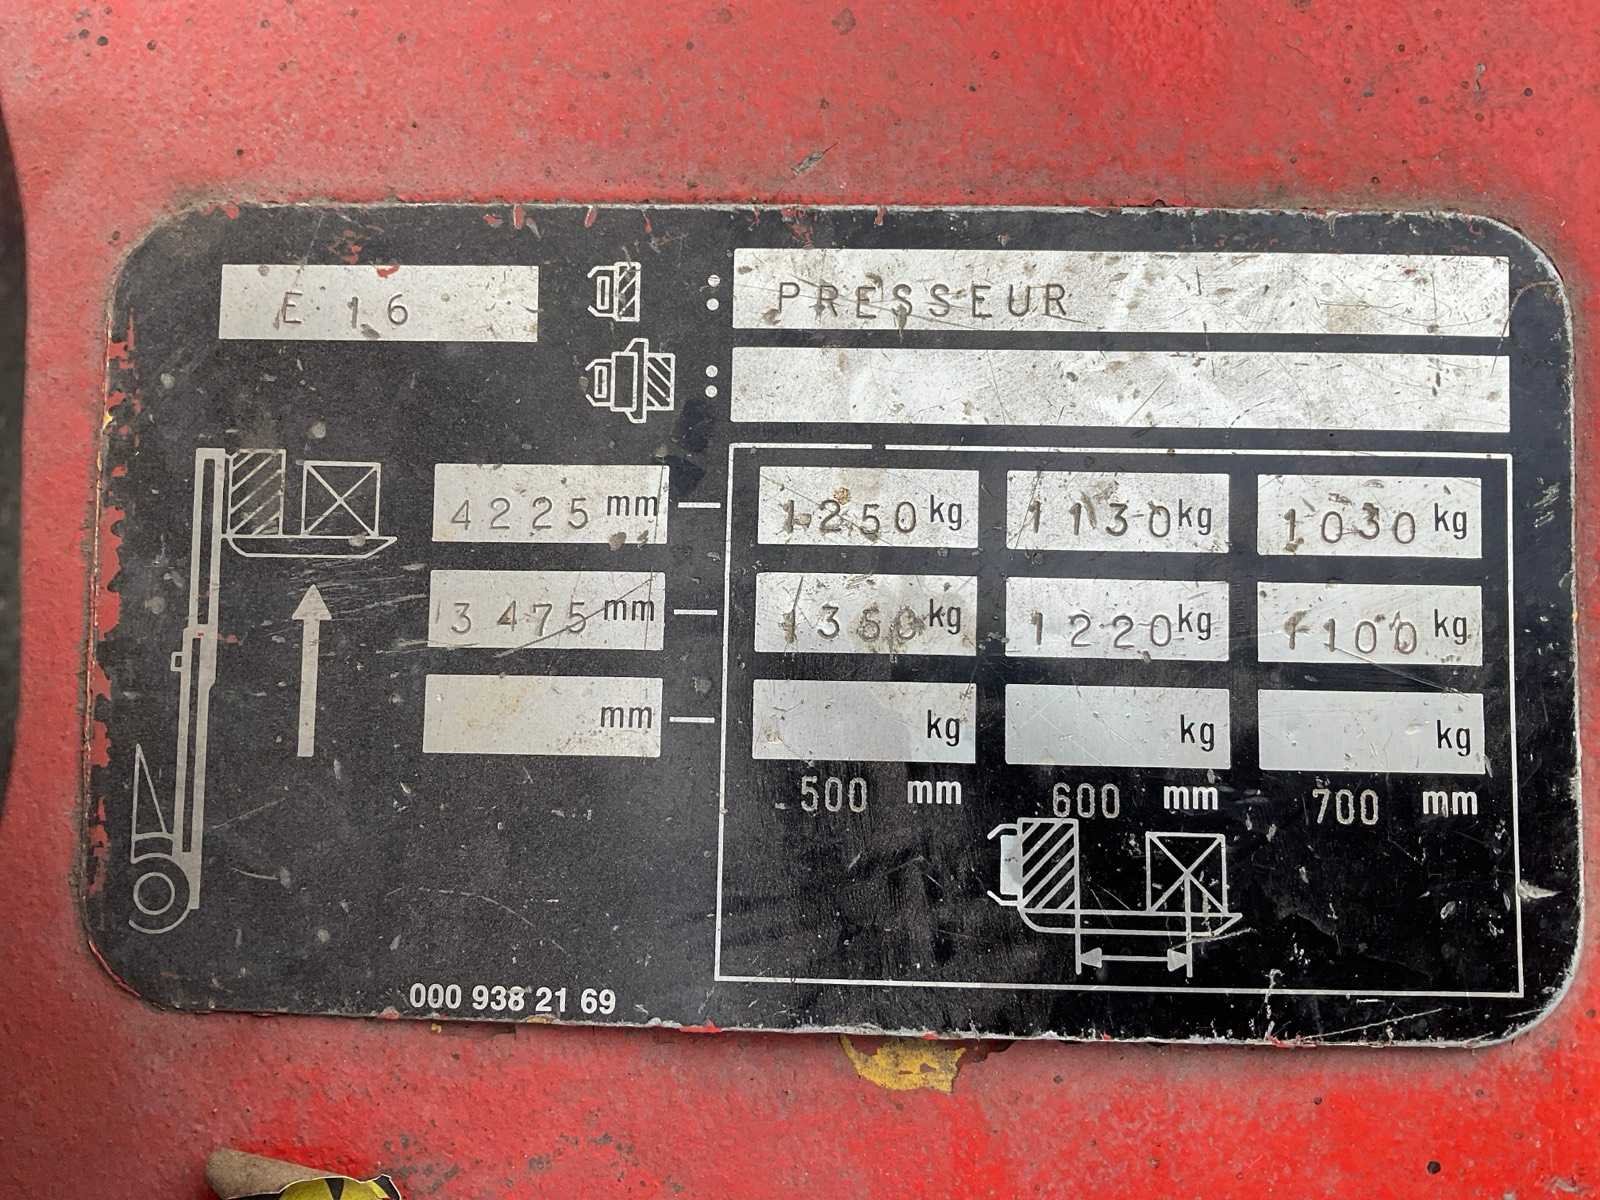 E 16 : PRESSEUR
:
4225 mm 1250 kg 1130 kg 1030 kg
3475 mm 1350 kg 1220 kg 1100 kg
mm kg kg kg
500 mm 600 mm 700 mm
000 938 21 69